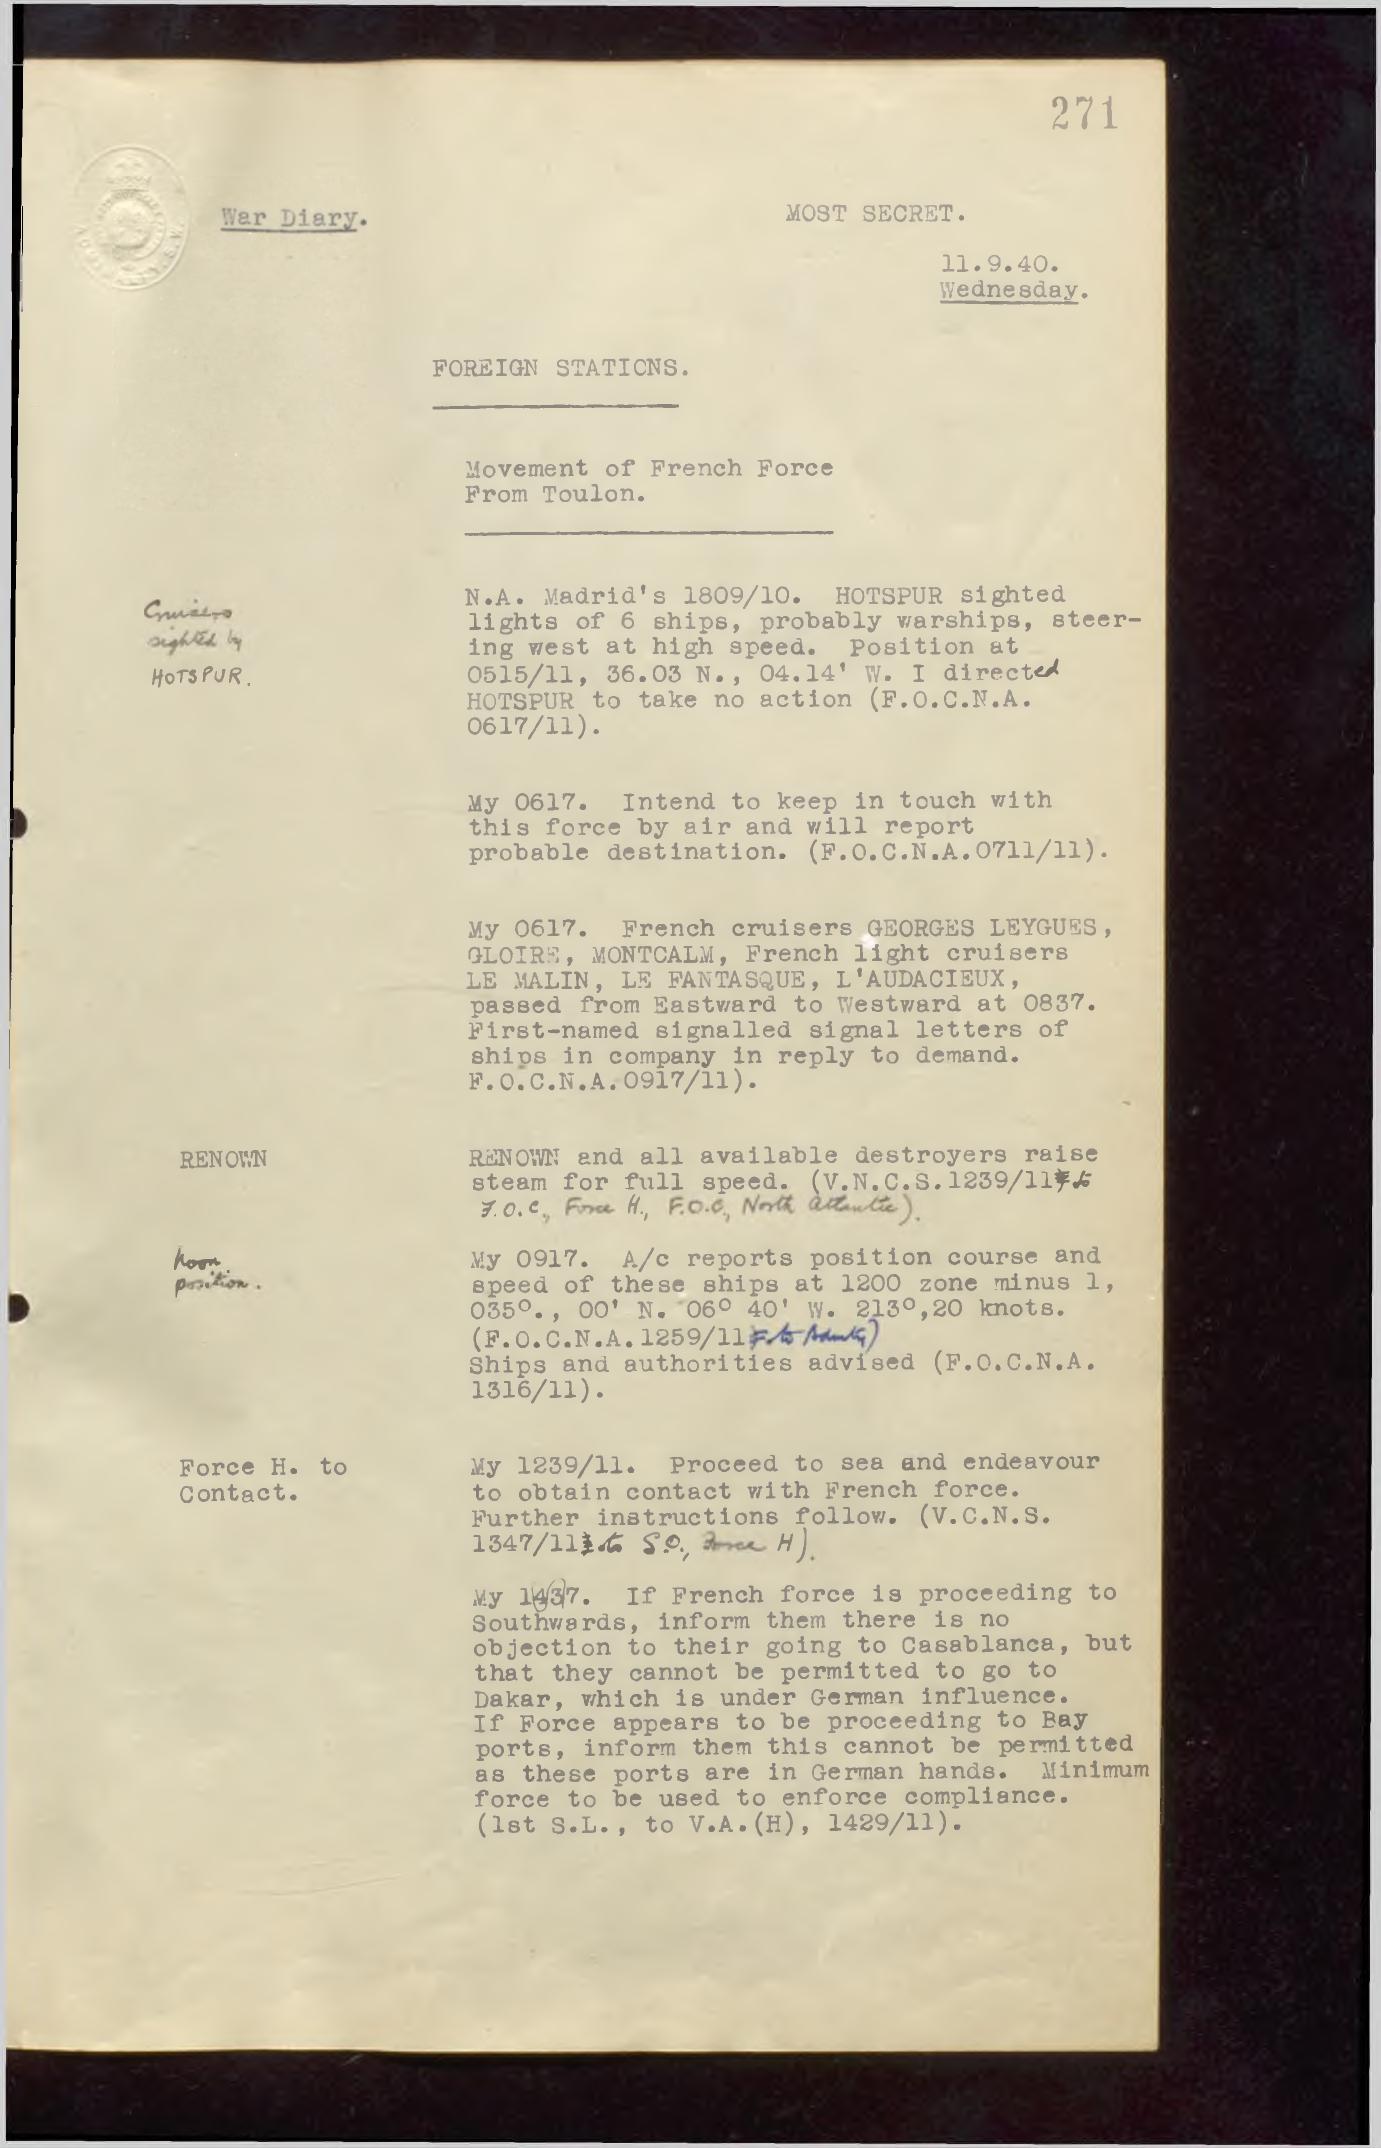 271
War Diary.
MOST SECRET.
11.9.40.
Wednesday.
FOREIGN STATIONS.
Movement of French Force
From Toulon.
Cruisers
sighted by
HOTSPUR.
N.A. Madrid's 1809/10. HOTSPUR sighted
lights of 6 ships, probably warships, steer-
ing west at high speed. Position at
0515/11, 36.03 N., 04.14' W. I directed
HOTSPUR to take no action (F.O.C.N.A.
0617/11).
My 0617. Intend to keep in touch with
this force by air and will report
probable destination. (F.O.C.N.A.0711/11).
My 0617. French cruisers GEORGES LEYGUES,
GLOIRE, MONTCALM, French light cruisers
LE MALIN, LE FANTASQUE, L'AUDACIEUX,
passed from Eastward to Westward at 0837.
First-named signalled signal letters of
ships in company in reply to demand.
F.O.C.N.A.0917/11).
RENOWN
RENOWN and all available destroyers raise
steam for full speed. (V.N.C.S.1239/11 to
F.O.C., Force H., F.O.C., North Atlantic).
Noon
position.
My 0917. A/c reports position course and
speed of these ships at 1200 zone minus 1,
035°., 00' N. 06° 40' W. 213°,20 knots.
(F.O.C.N.A.1259/11 to Admty)
Ships and authorities advised (F.O.C.N.A.
1316/11).
Force H. to
Contact.
My 1239/11. Proceed to sea and endeavour
to obtain contact with French force.
Further instructions follow. (V.C.N.S.
1347/11 to S.O., Force H).
My 1437. If French force is proceeding to
Southwards, inform them there is no
objection to their going to Casablanca, but
that they cannot be permitted to go to
Dakar, which is under German influence.
If Force appears to be proceeding to Bay
ports, inform them this cannot be permitted
as these ports are in German hands. Minimum
force to be used to enforce compliance.
(1st S.L., to V.A.(H), 1429/11).